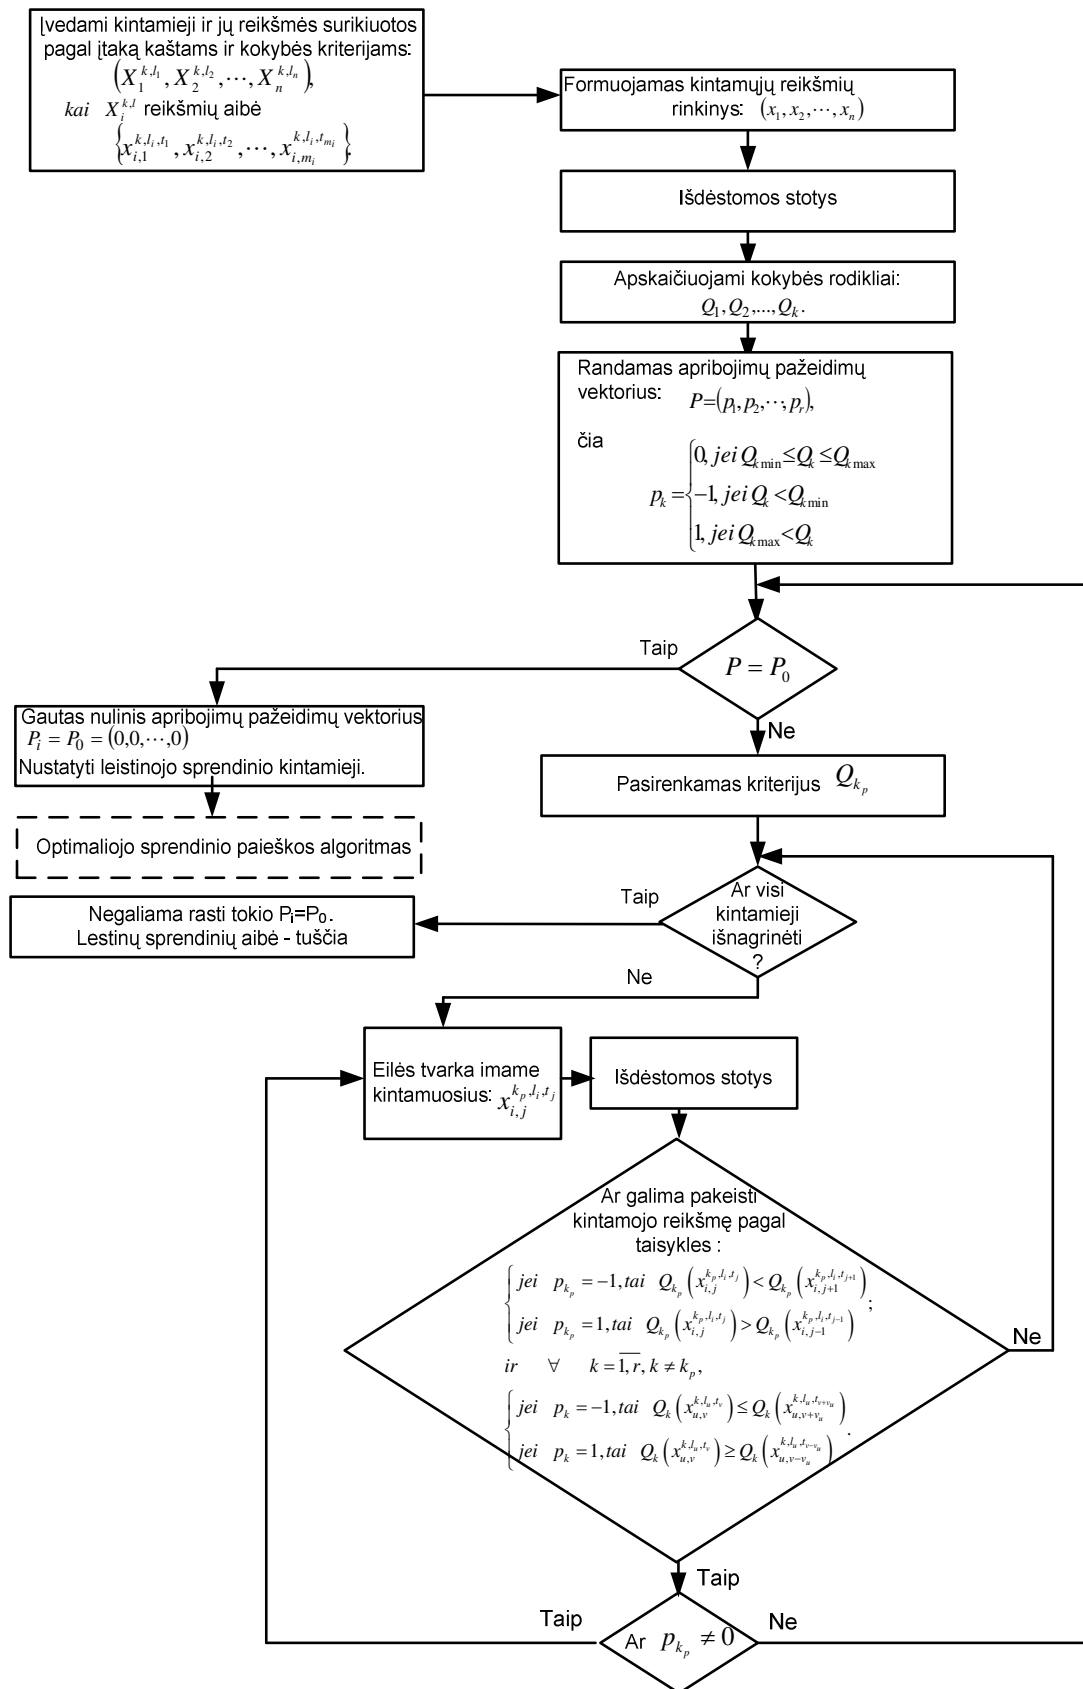 Įvedami kintamieji ir jų reikšmės surikiuotos
pagal įtaką kaštams ir kokybės kriterijams:
(X_1^{k,l_1}, X_2^{k,l_2}, ⋯, X_n^{k,l_n}),
kai X_i^{k,l} reikšmių aibė
{x_{i,1}^{k,l_i,t_1}, x_{i,2}^{k,l_i,t_2}, ⋯, x_{i,m_i}^{k,l_i,t_{m_i}}}.
Formuojamas kintamųjų reikšmių
rinkinys: (x_1, x_2, ⋯, x_n)
Išdėstomos stotys
Apskaičiuojami kokybės rodikliai:
Q_1, Q_2, ..., Q_k.
Randamas apribojimų pažeidimų
vektorius: P=(p_1, p_2, ⋯, p_r),
čia
p_k = { 0, jei Q_{k min} ≤ Q_k ≤ Q_{k max}
−1, jei Q_k < Q_{k min}
1, jei Q_{k max} < Q_k
P = P_0
Taip
Ne
Gautas nulinis apribojimų pažeidimų vektorius
P_i = P_0 = (0,0,⋯,0)
Nustatyti leistinojo sprendinio kintamieji.
Optimaliojo sprendinio paieškos algoritmas
Pasirenkamas kriterijus Q_{k_p}
Ar visi
kintamieji
išnagrinėti
?
Taip
Ne
Negaliama rasti tokio P_i=P_0.
Lestinų sprendinių aibė - tuščia
Eilės tvarka imame
kintamuosius: x_{i,j}^{k_p,l_i,t_j}
Išdėstomos stotys
Ar galima pakeisti
kintamojo reikšmę pagal
taisykles :
{ jei p_{k_p} = −1, tai Q_{k_p}(x_{i,j}^{k_p,l_i,t_j}) < Q_{k_p}(x_{i,j+1}^{k_p,l_i,t_{j+1}})
jei p_{k_p} = 1, tai Q_{k_p}(x_{i,j}^{k_p,l_i,t_j}) > Q_{k_p}(x_{i,j−1}^{k_p,l_i,t_{j−1}}) ;
ir ∀ k = \overline{1,r}, k ≠ k_p,
{ jei p_k = −1, tai Q_k(x_{u,v}^{k,l_u,t_v}) ≤ Q_k(x_{u,v+v_u}^{k,l_u,t_{v+v_u}})
jei p_k = 1, tai Q_k(x_{u,v}^{k,l_u,t_v}) ≥ Q_k(x_{u,v−v_u}^{k,l_u,t_{v−v_u}}) .
Ne
Taip
Ar p_{k_p} ≠ 0
Taip
Ne